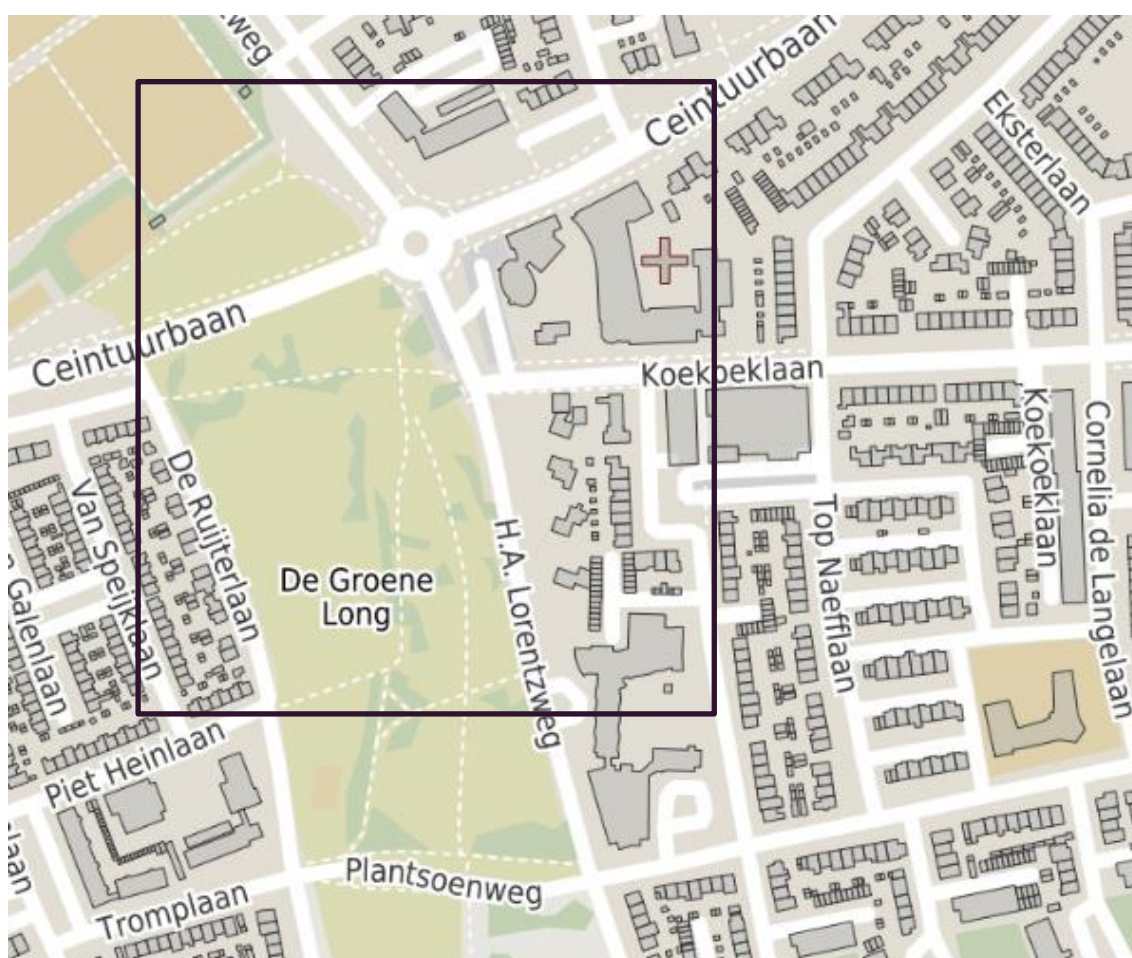 Ceintuurbaan
Eksterlaan
Ceintuurbaan
Koekoeklaan
De Ruijterlaan
Van Speijklaan
Galenlaan
De Groene
Long
H.A. Lorentzweg
Top Naefflaan
Koekoeklaan
Cornelia de Langelaan
Piet Heinlaan
Plantsoenweg
Tromplaan